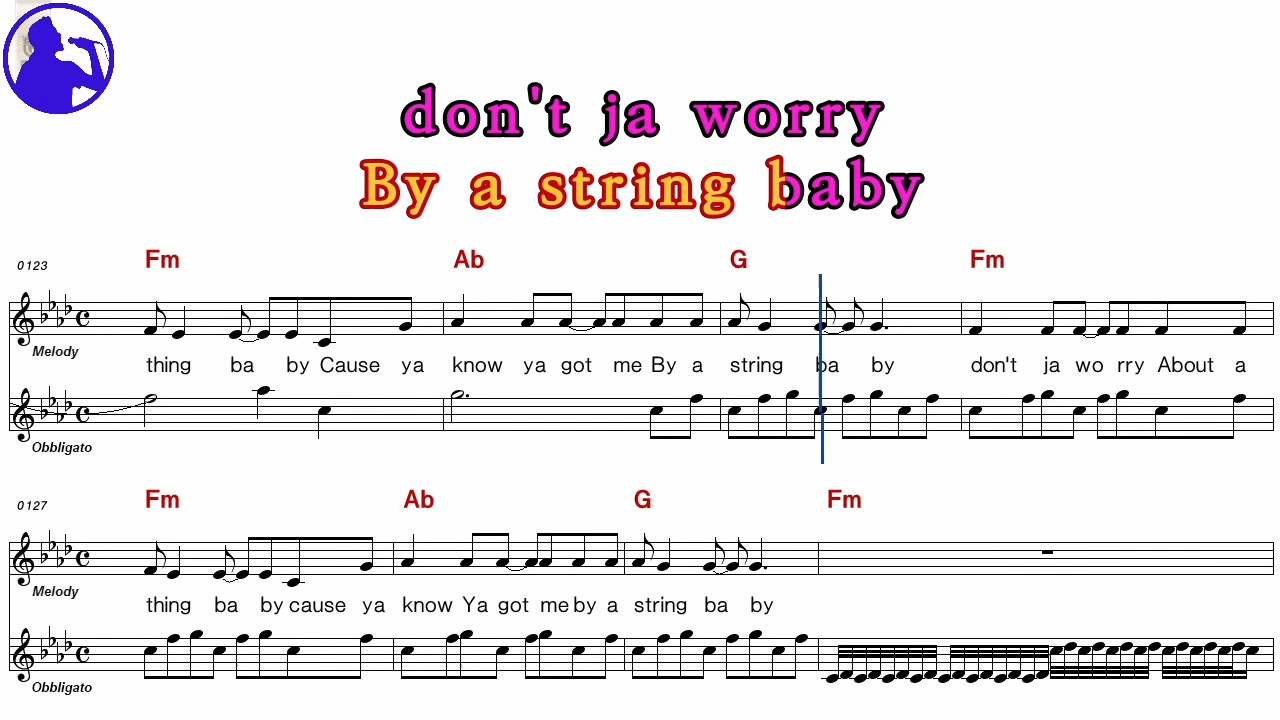 don't ja worry
By a string baby
0123 Fm Ab G Fm
Melody
thing ba by Cause ya know ya got me By a string ba by don't ja wo rry About a
Obbligato
0127 Fm Ab G Fm
Melody
thing ba by cause ya know Ya got me by a string ba by
Obbligato